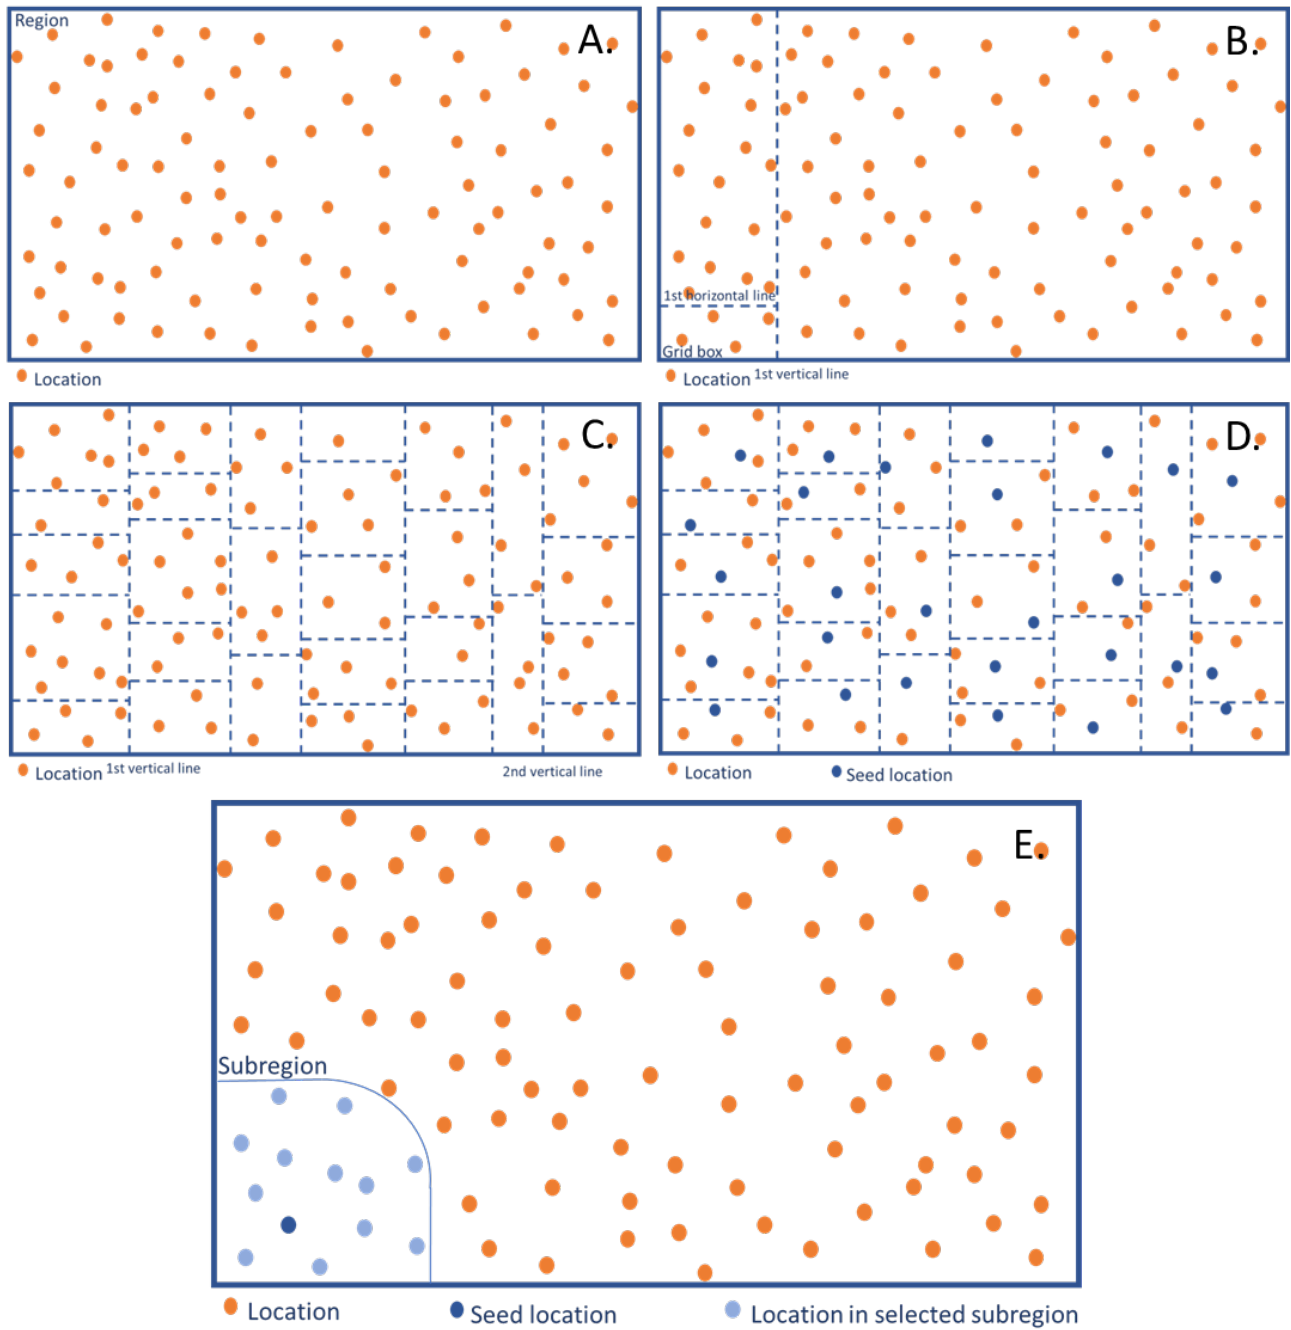 Region
A.
Location
B.
1st horizontal line
Grid box
Location 1st vertical line
C.
Location 1st vertical line
2nd vertical line
D.
Location
Seed location
E.
Subregion
Location
Seed location
Location in selected subregion